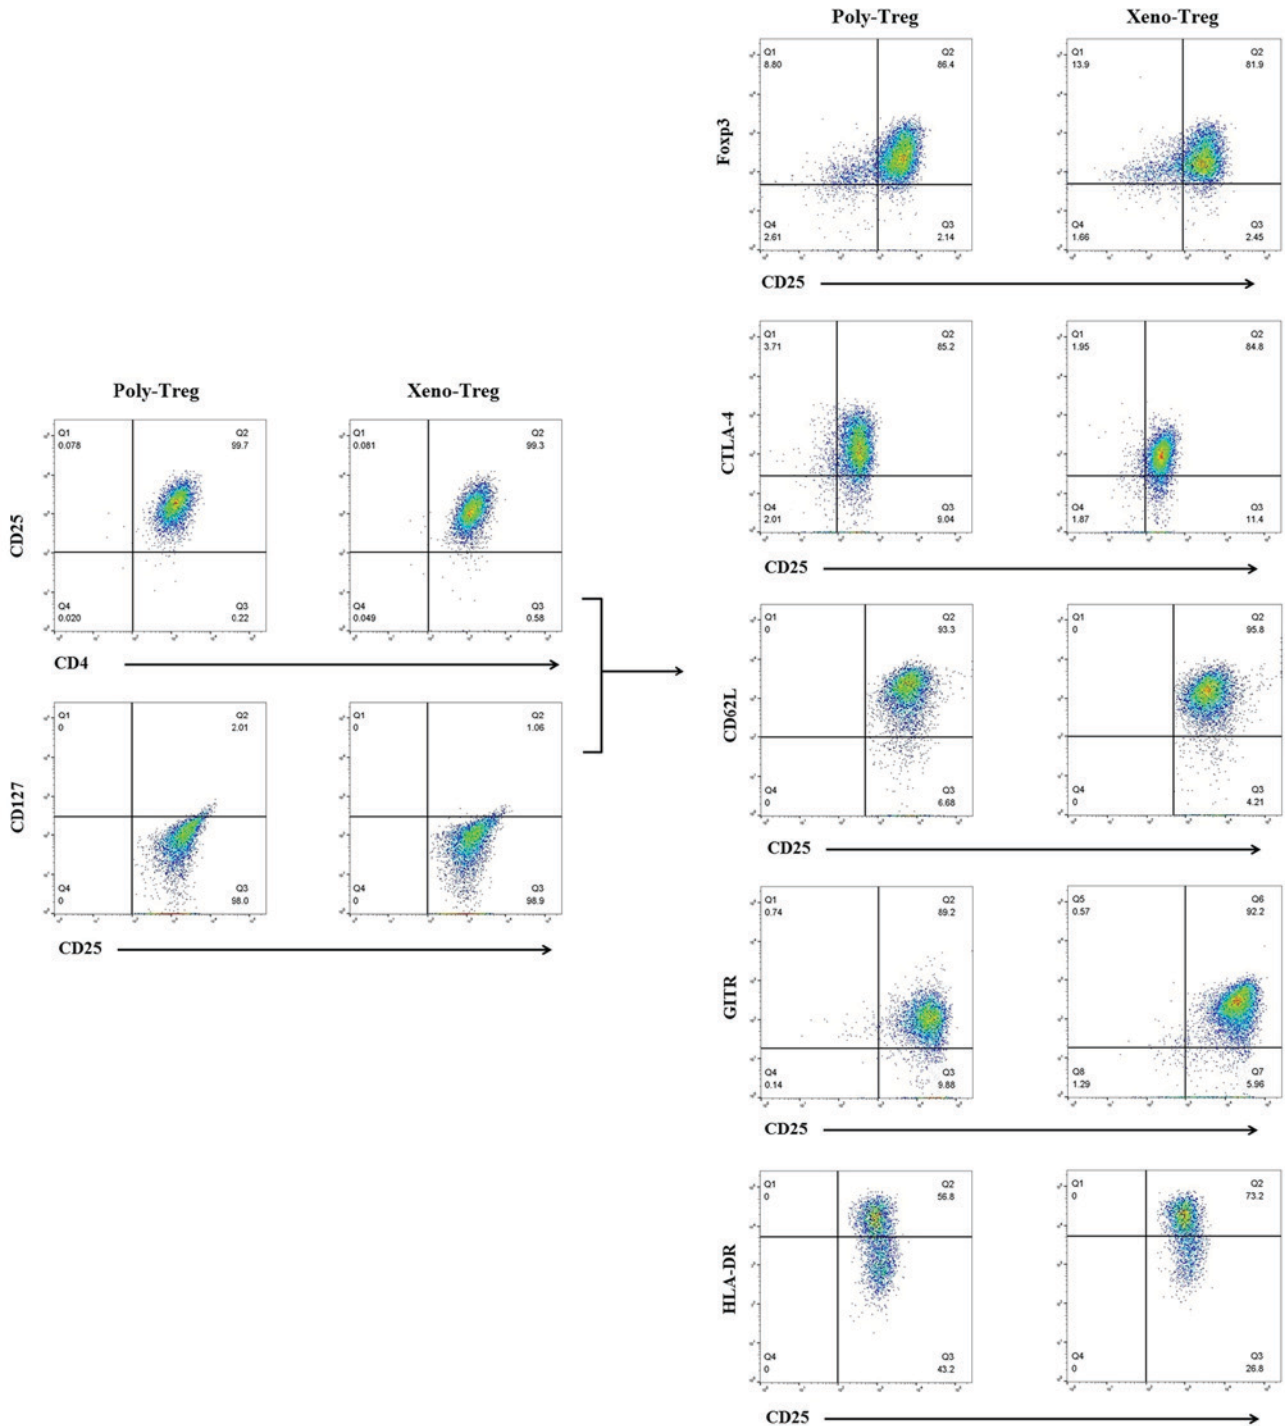 Poly-Treg Xeno-Treg
Foxp3
Q1 8.80 Q2 86.4
Q4 2.61 Q3 2.14
Q1 13.9 Q2 81.9
Q4 1.66 Q3 2.45
CD25
CTLA-4
Q1 3.71 Q2 85.2
Q4 2.01 Q3 9.04
Q1 1.95 Q2 84.8
Q4 1.87 Q3 11.4
CD25
Poly-Treg Xeno-Treg
CD25
Q1 0.078 Q2 99.7
Q4 0.020 Q3 0.22
Q1 0.081 Q2 99.3
Q4 0.049 Q3 0.58
CD4
CD127
Q1 0 Q2 2.01
Q4 0 Q3 98.0
Q1 0 Q2 1.06
Q4 0 Q3 98.9
CD25
CD62L
Q1 0 Q2 93.3
Q4 0 Q3 6.68
Q1 0 Q2 95.8
Q4 0 Q3 4.21
CD25
GITR
Q1 0.74 Q2 89.2
Q4 0.14 Q3 9.88
Q5 0.57 Q6 92.2
Q8 1.29 Q7 5.96
CD25
HLA-DR
Q1 0 Q2 56.8
Q4 0 Q3 43.2
Q1 0 Q2 73.2
Q4 0 Q3 26.8
CD25